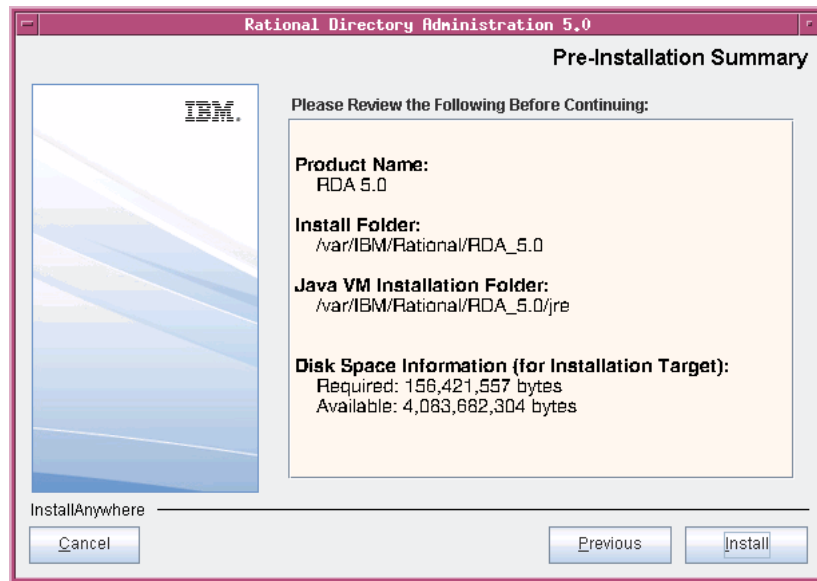 Rational Directory Administration 5.0
Pre-Installation Summary
IBM.
Please Review the Following Before Continuing:
Product Name:
RDA 5.0
Install Folder:
/var/IBM/Rational/RDA_5.0
Java VM Installation Folder:
/var/IBM/Rational/RDA_5.0/jre
Disk Space Information (for Installation Target):
Required: 156,421,557 bytes
Available: 4,083,682,304 bytes
InstallAnywhere
Cancel
Previous
Install